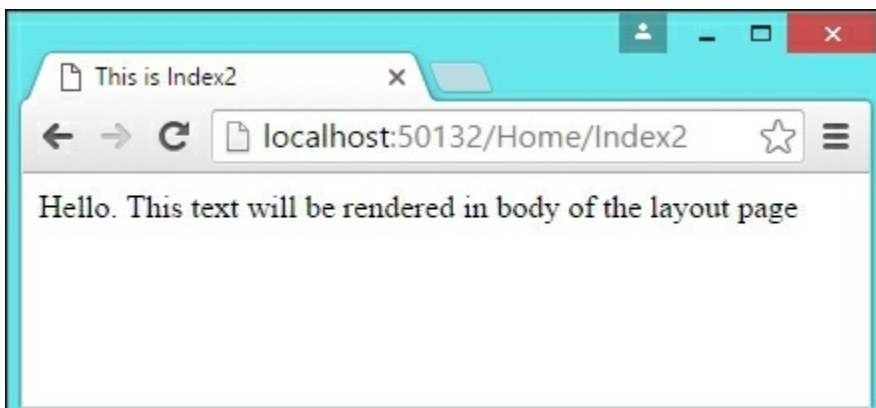 This is Index2
localhost:50132/Home/Index2
Hello. This text will be rendered in body of the layout page